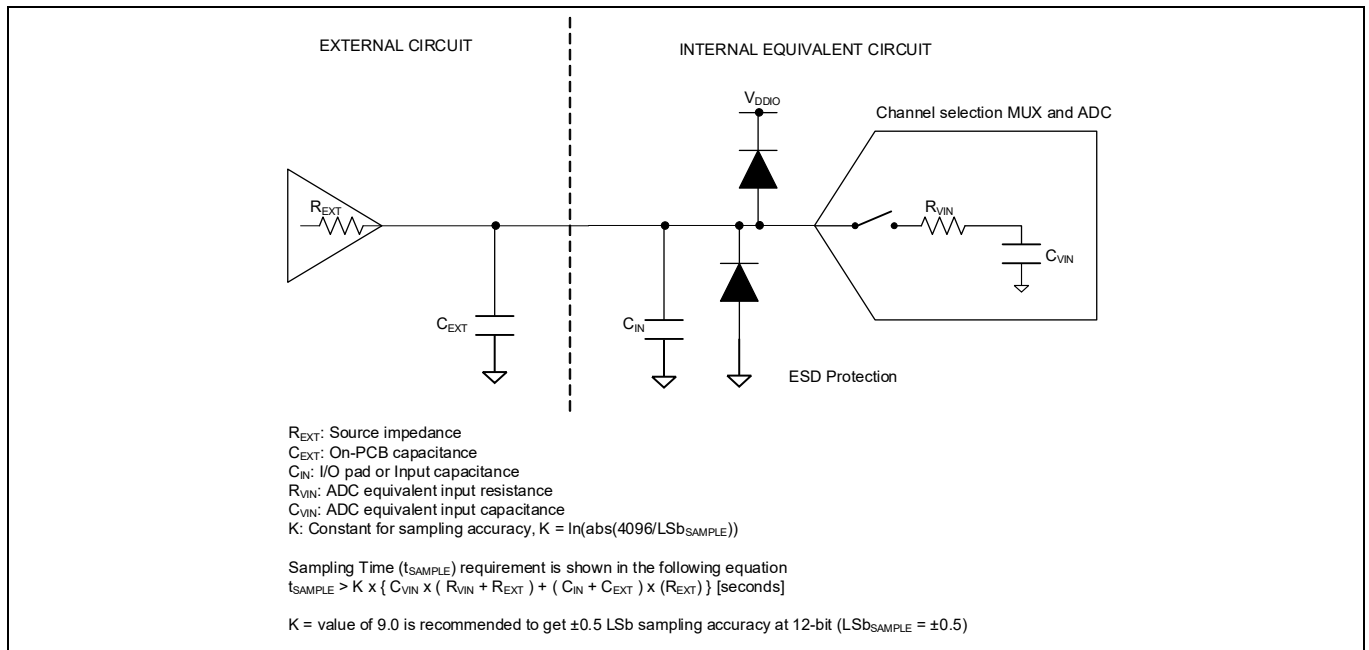 EXTERNAL CIRCUIT
INTERNAL EQUIVALENT CIRCUIT
VDDIO
Channel selection MUX and ADC
REXT
RVIN
CVIN
CEXT
CIN
ESD Protection
REXT: Source impedance
CEXT: On-PCB capacitance
CIN: I/O pad or Input capacitance
RVIN: ADC equivalent input resistance
CVIN: ADC equivalent input capacitance
K: Constant for sampling accuracy, K = ln(abs(4096/LSbSAMPLE))
Sampling Time (tSAMPLE) requirement is shown in the following equation
tSAMPLE > K x { CVIN x ( RVIN + REXT ) + ( CIN + CEXT ) x (REXT) } [seconds]
K = value of 9.0 is recommended to get ±0.5 LSb sampling accuracy at 12-bit (LSbSAMPLE = ±0.5)